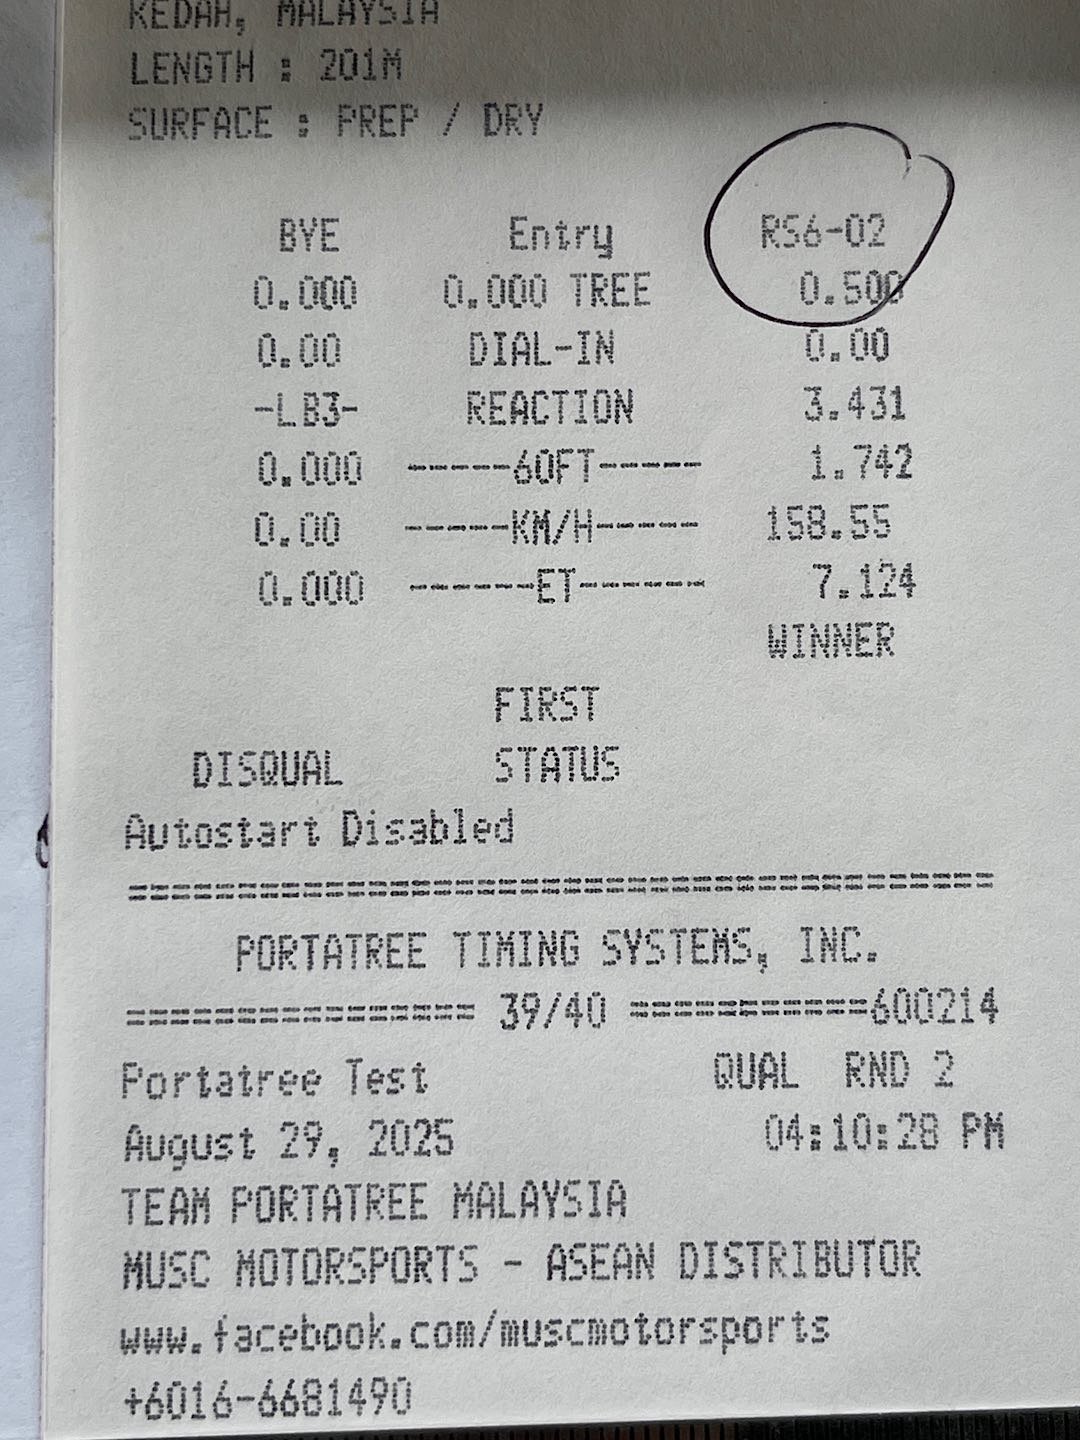 KEDAH, MALAYSIA
LENGTH : 201M
SURFACE : PREP / DRY
BYE Entry RS6-02
0.000 0.000 TREE 0.500
0.00 DIAL-IN 0.00
-LB3- REACTION 3.431
0.000 -----60FT----- 1.742
0.00 -----KM/H----- 158.55
0.000 ------ET------ 7.124
WINNER
FIRST
DISQUAL STATUS
Autostart Disabled
========================================
PORTATREE TIMING SYSTEMS, INC.
================ 39/40 ===========600214
Portatree Test QUAL RND 2
August 29, 2025 04:10:28 PM
TEAM PORTATREE MALAYSIA
MUSC MOTORSPORTS - ASEAN DISTRIBUTOR
www.facebook.com/muscmotorsports
+6016-6681490